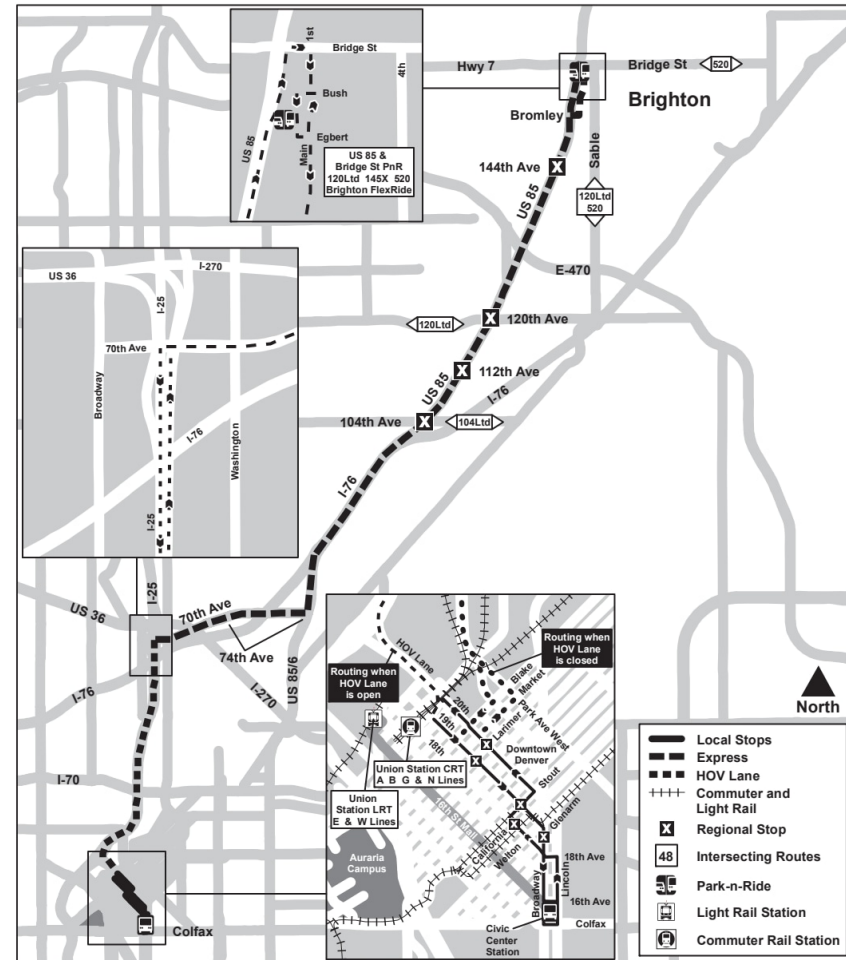 1st
Bridge St
4th
Bush
US 85
Egbert
Main
US 85 &
Bridge St PnR
120Ltd 145X 520
Brighton FlexRide
Hwy 7
Bridge St
520
Brighton
Bromley
Sable
144th Ave
US 85
120Ltd
520
E-470
120Ltd
120th Ave
US 85
112th Ave
I-76
104th Ave
104Ltd
I-76
US 36
I-270
I-25
70th Ave
Broadway
I-76
Washington
I-25
US 36
I-25
70th Ave
74th Ave
US 85/6
I-76
I-270
I-70
Colfax
Routing when
HOV Lane
is open
HOV Lane
Routing when
HOV Lane
is closed
Blake
Market
Park Ave West
20th
19th
18th
Larimer
Downtown
Denver
Union Station CRT
A B G & N Lines
Union
Station LRT
E & W Lines
Stout
Glenarm
16th St Mall
California
Welton
Auraria
Campus
18th Ave
Broadway
Lincoln
16th Ave
Civic
Center
Station
Colfax
North
Local Stops
Express
HOV Lane
Commuter and
Light Rail
X Regional Stop
48 Intersecting Routes
Park-n-Ride
Light Rail Station
Commuter Rail Station